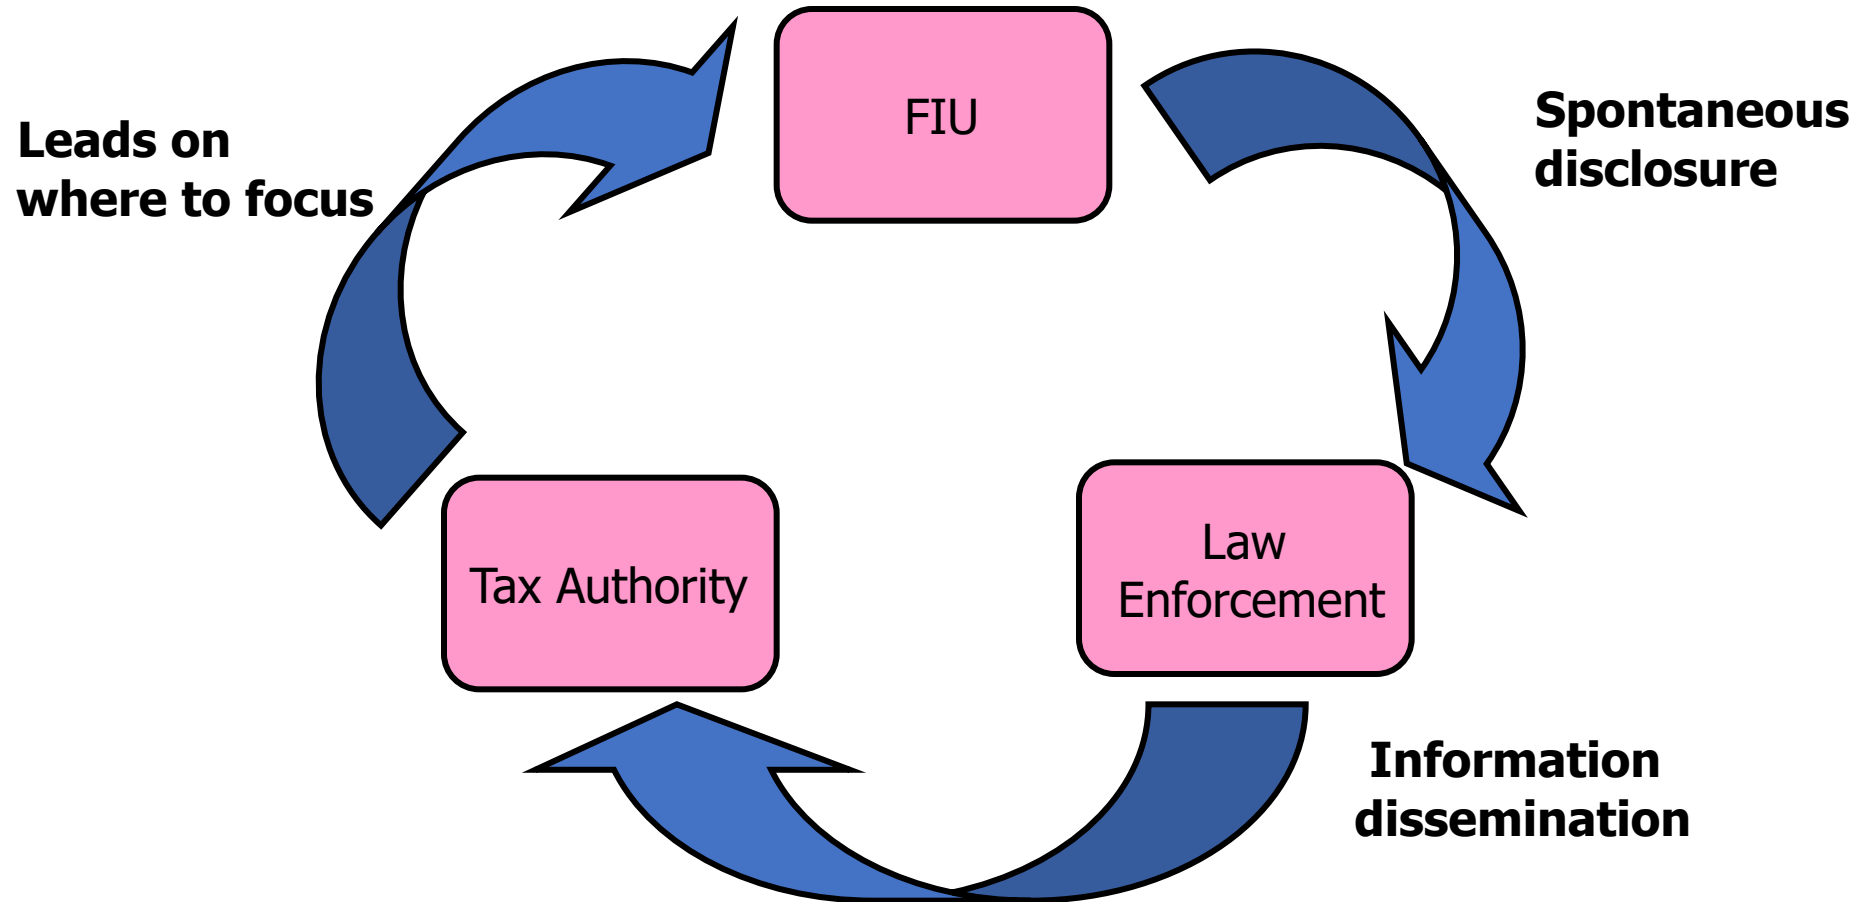 FIU
Spontaneous
disclosure
Leads on
where to focus
Law
Enforcement
Tax Authority
Information
dissemination